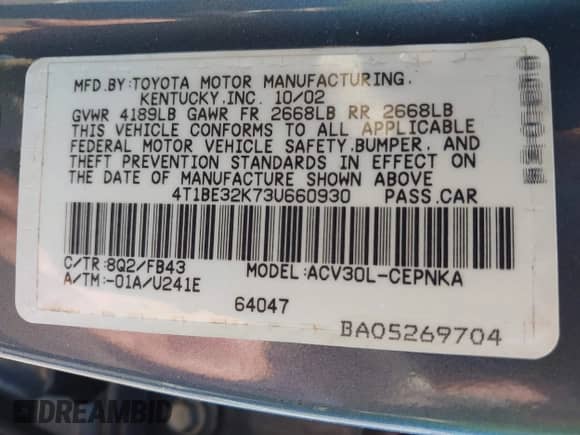 MFD.BY:TOYOTA MOTOR MANUFACTURING.
KENTUCKY.INC. 10/02
GVWR 4189LB GAWR FR 2668LB RR 2668LB
THIS VEHICLE CONFORMS TO ALL APPLICABLE
FEDERAL MOTOR VEHICLE SAFETY.BUMPER. AND
THEFT PREVENTION STANDARDS IN EFFECT ON
THE DATE OF MANUFACTURE SHOWN ABOVE
4T1BE32K73U660930 PASS.CAR
C/TR:8Q2/FB43 MODEL:ACV30L-CEPNKA
A/TM:-01A/U241E
64047
BA05269704
DREAMBID